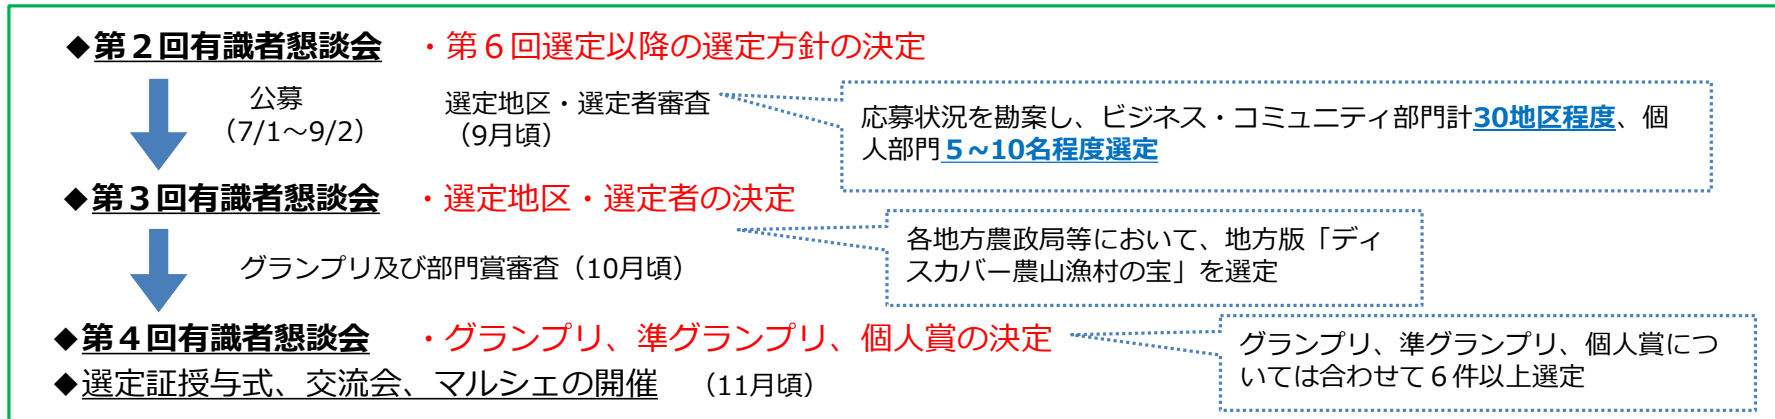 ◆第２回有識者懇談会　・第６回選定以降の選定方針の決定
公募
（7/1～9/2）
選定地区・選定者審査
（9月頃）
応募状況を勘案し、ビジネス・コミュニティ部門計30地区程度、個
人部門５~10名程度選定
◆第３回有識者懇談会　・選定地区・選定者の決定
各地方農政局等において、地方版「ディ
スカバー農山漁村の宝」を選定
グランプリ及び部門賞審査（10月頃）
◆第４回有識者懇談会　・グランプリ、準グランプリ、個人賞の決定
グランプリ、準グランプリ、個人賞につ
いては合わせて６件以上選定
◆選定証授与式、交流会、マルシェの開催　（11月頃）